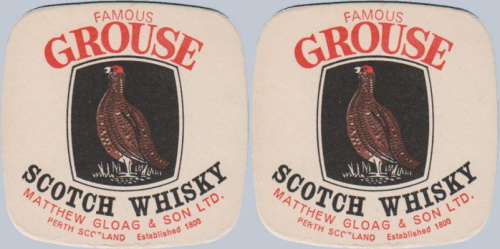 FAMOUS
GROUSE
SCOTCH WHISKY
MATTHEW GLOAG & SON LTD.
PERTH SCOTLAND Established 1800
FAMOUS
GROUSE
SCOTCH WHISKY
MATTHEW GLOAG & SON LTD.
PERTH SCOTLAND Established 1800